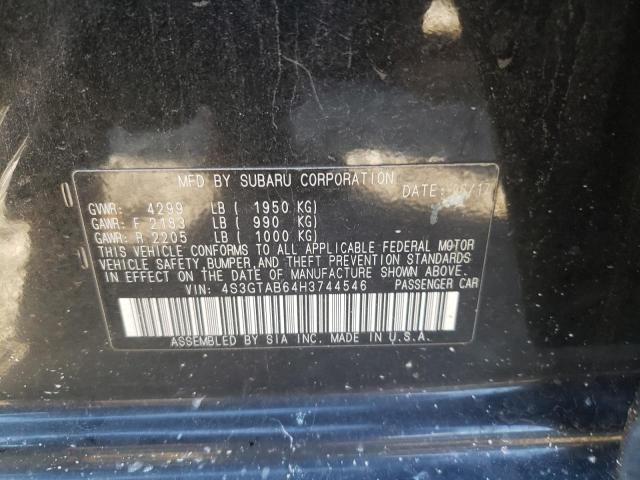 MFD BY SUBARU CORPORATION
DATE: /17
GVWR: 4299 LB ( 1950 KG)
GAWR: F 2183 LB ( 990 KG)
GAWR: R 2205 LB ( 1000 KG)
THIS VEHICLE CONFORMS TO ALL APPLICABLE FEDERAL MOTOR
VEHICLE SAFETY, BUMPER, AND THEFT PREVENTION STANDARDS
IN EFFECT ON THE DATE OF MANUFACTURE SHOWN ABOVE.
VIN: 4S3GTAB64H3744546 PASSENGER CAR
ASSEMBLED BY SIA INC. MADE IN U.S.A.